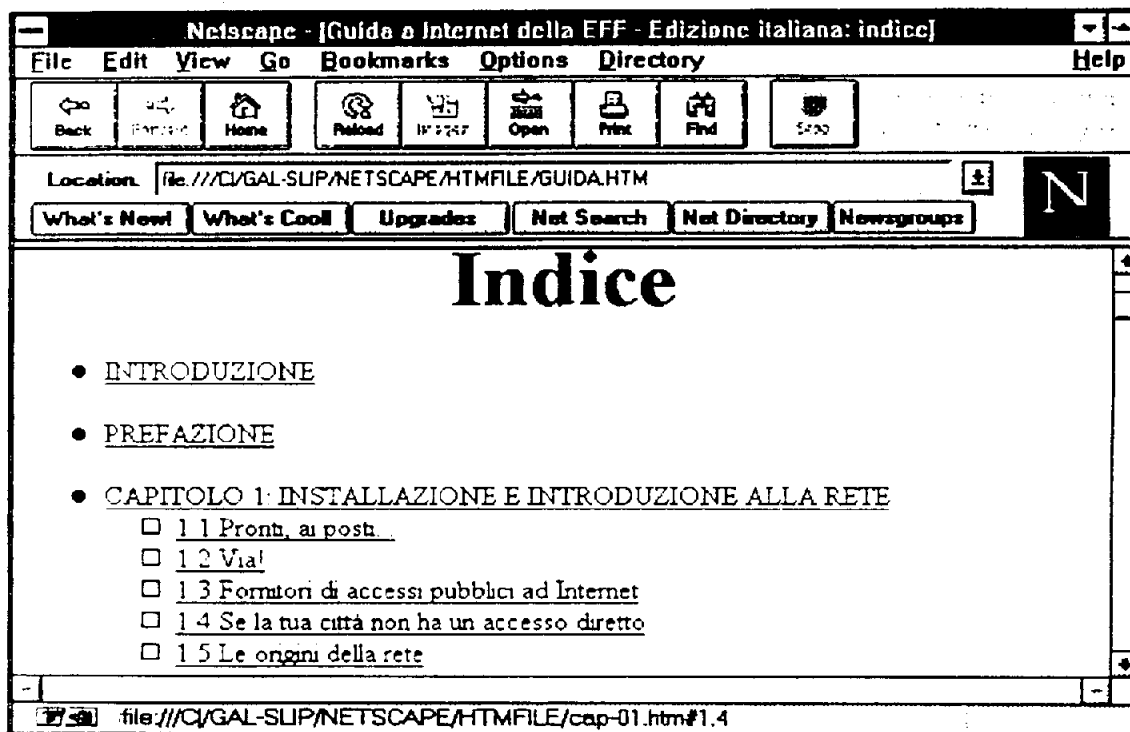 Netscape - [Guida a Internet della EFF - Edizione italiana: indice]
File Edit View Go Bookmarks Options Directory Help
Back Forward Home Reload Images Open Print Find Stop
Location: file:///C|/GAL-SLIP/NETSCAPE/HTMFILE/GUIDA.HTM
N
What's New! What's Cool! Upgrades Net Search Net Directory Newsgroups
Indice
INTRODUZIONE
PREFAZIONE
CAPITOLO 1: INSTALLAZIONE E INTRODUZIONE ALLA RETE
1.1 Pronti, ai posti...
1.2 Via!
1.3 Fornitori di accessi pubblici ad Internet
1.4 Se la tua città non ha un accesso diretto
1.5 Le origini della rete
file:///C|/GAL-SLIP/NETSCAPE/HTMFILE/cap-01.htm#1.4